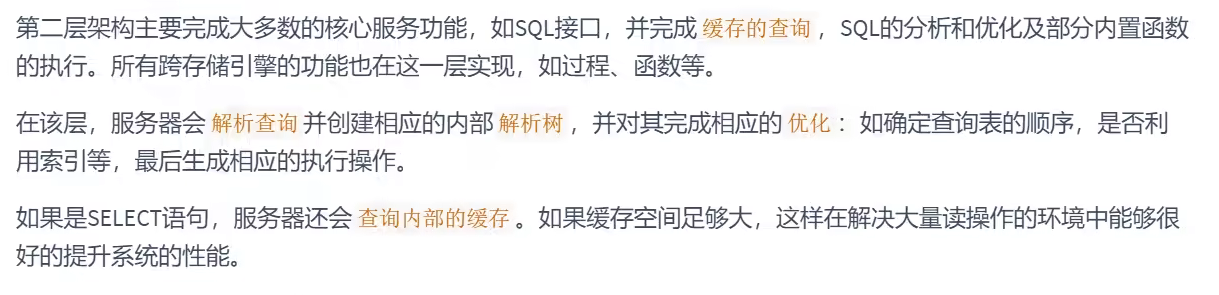 第二层架构主要完成大多数的核心服务功能，如SQL接口，并完成 缓存的查询 ，SQL的分析和优化及部分内置函数
的执行。所有跨存储引擎的功能也在这一层实现，如过程、函数等。
在该层，服务器会 解析查询 并创建相应的内部 解析树 ，并对其完成相应的 优化 ：如确定查询表的顺序，是否利
用索引等，最后生成相应的执行操作。
如果是SELECT语句，服务器还会 查询内部的缓存 。如果缓存空间足够大，这样在解决大量读操作的环境中能够很
好的提升系统的性能。